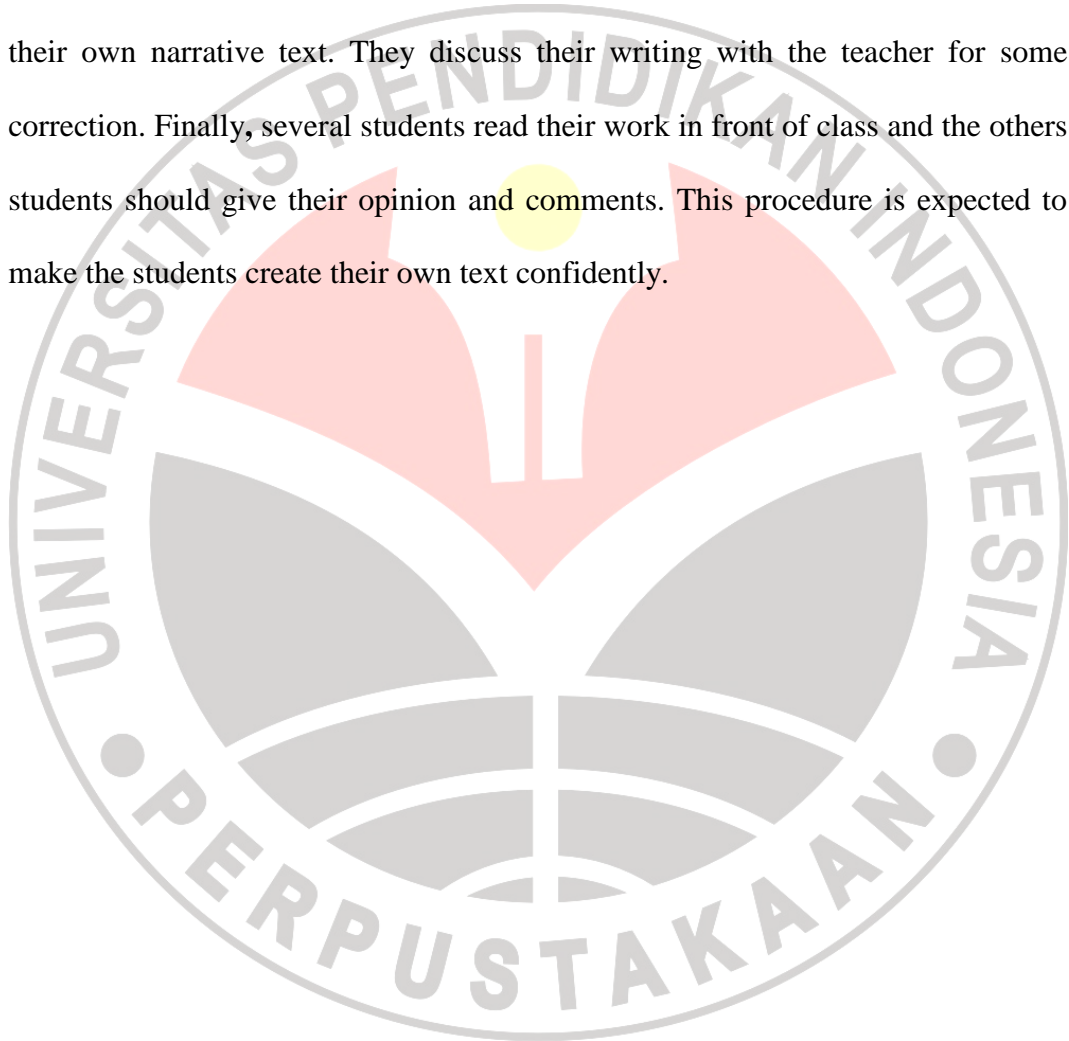 their own narrative text. They discuss their writing with the teacher for some
correction. Finally, several students read their work in front of class and the others
students should give their opinion and comments. This procedure is expected to
make the students create their own text confidently.
UNIVERSITAS PENDIDIKAN INDONESIA
PERPUSTAKAAN